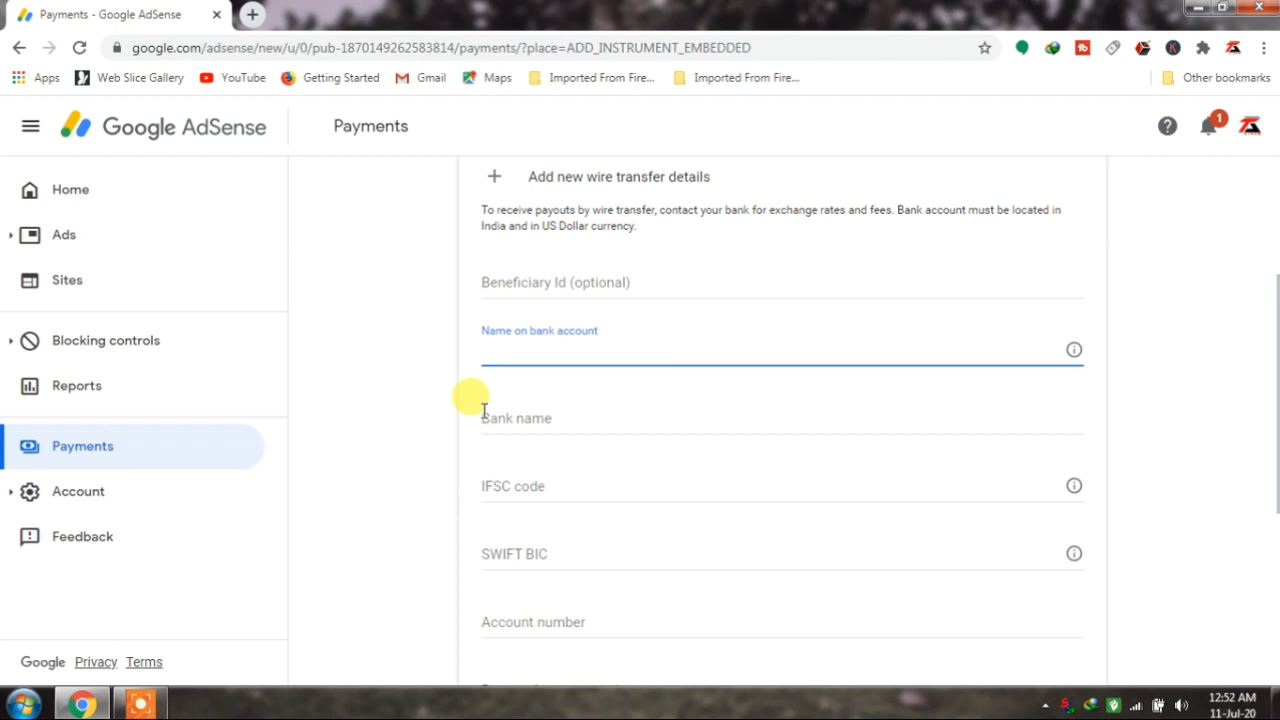 Payments - Google AdSense
google.com/adsense/new/u/0/pub-1870149262583814/payments/?place=ADD_INSTRUMENT_EMBEDDED
Apps
Web Slice Gallery
YouTube
Getting Started
Gmail
Maps
Imported From Fire...
Imported From Fire...
Other bookmarks
Google AdSense
Payments
1
Home
Ads
Sites
Blocking controls
Reports
Payments
Account
Feedback
Google Privacy Terms
Add new wire transfer details
To receive payouts by wire transfer, contact your bank for exchange rates and fees. Bank account must be located in
India and in US Dollar currency.
Beneficiary Id (optional)
Name on bank account
Bank name
IFSC code
SWIFT BIC
Account number
12:52 AM
11-Jul-20